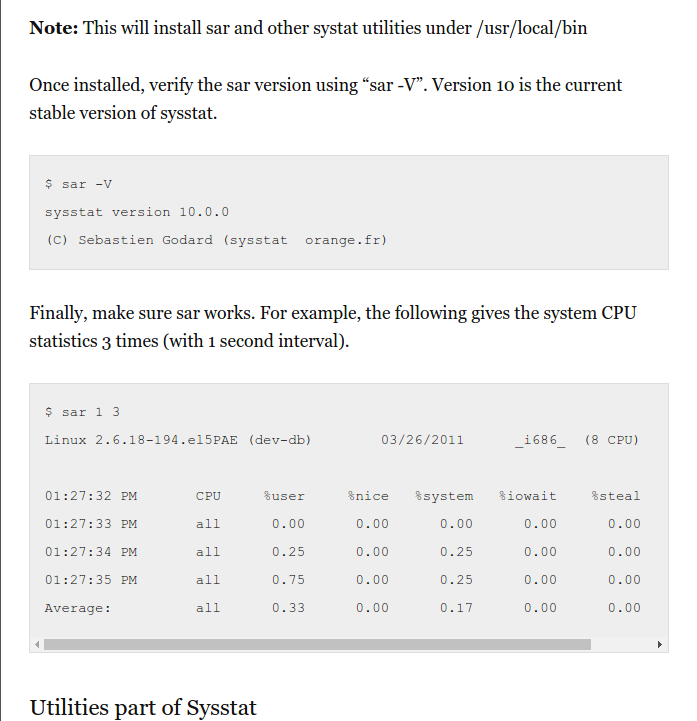 Note: This will install sar and other systat utilities under /usr/local/bin
Once installed, verify the sar version using “sar -V”. Version 10 is the current
stable version of sysstat.
$ sar -V
sysstat version 10.0.0
(C) Sebastien Godard (sysstat  orange.fr)
Finally, make sure sar works. For example, the following gives the system CPU
statistics 3 times (with 1 second interval).
$ sar 1 3
Linux 2.6.18-194.el5PAE (dev-db)        03/26/2011      _i686_  (8 CPU)
01:27:32 PM       CPU     %user     %nice   %system   %iowait    %steal
01:27:33 PM       all      0.00      0.00      0.00      0.00      0.00
01:27:34 PM       all      0.25      0.00      0.25      0.00      0.00
01:27:35 PM       all      0.75      0.00      0.25      0.00      0.00
Average:          all      0.33      0.00      0.17      0.00      0.00
Utilities part of Sysstat